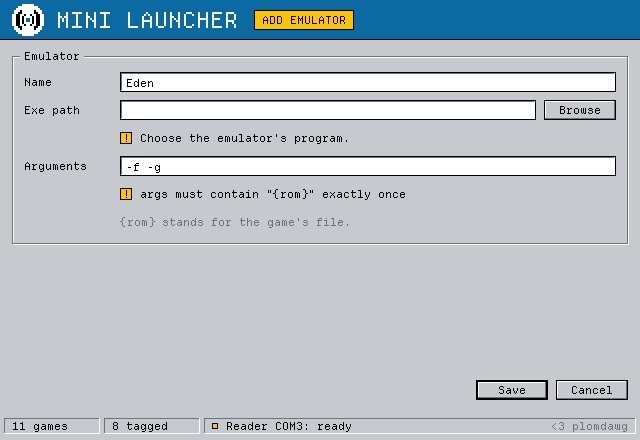 MINI LAUNCHER
ADD EMULATOR
Emulator
Name
Eden
Exe path
Browse
! Choose the emulator's program.
Arguments
-f -g
! args must contain "{rom}" exactly once
{rom} stands for the game's file.
Save
Cancel
11 games
8 tagged
Reader COM3: ready
<3 plomdawg